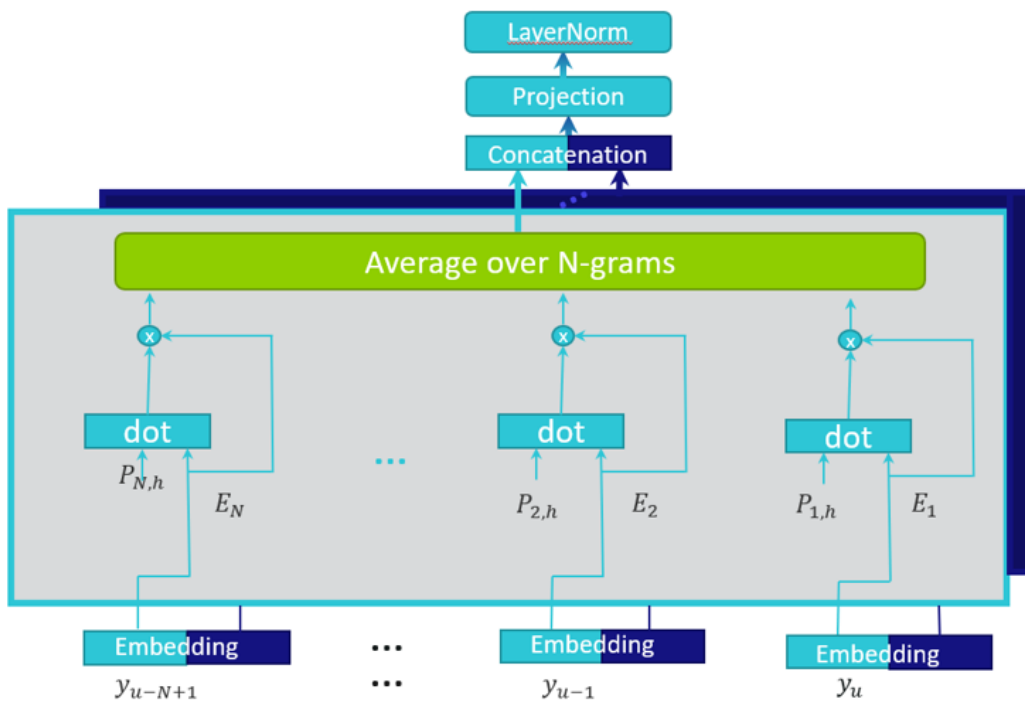 LayerNorm
Projection
Concatenation
Average over N-grams
x x x
dot ... dot dot
P_{N,h} E_N P_{2,h} E_2 P_{1,h} E_1
Embedding ... Embedding Embedding
y_{u-N+1} ... y_{u-1} y_u